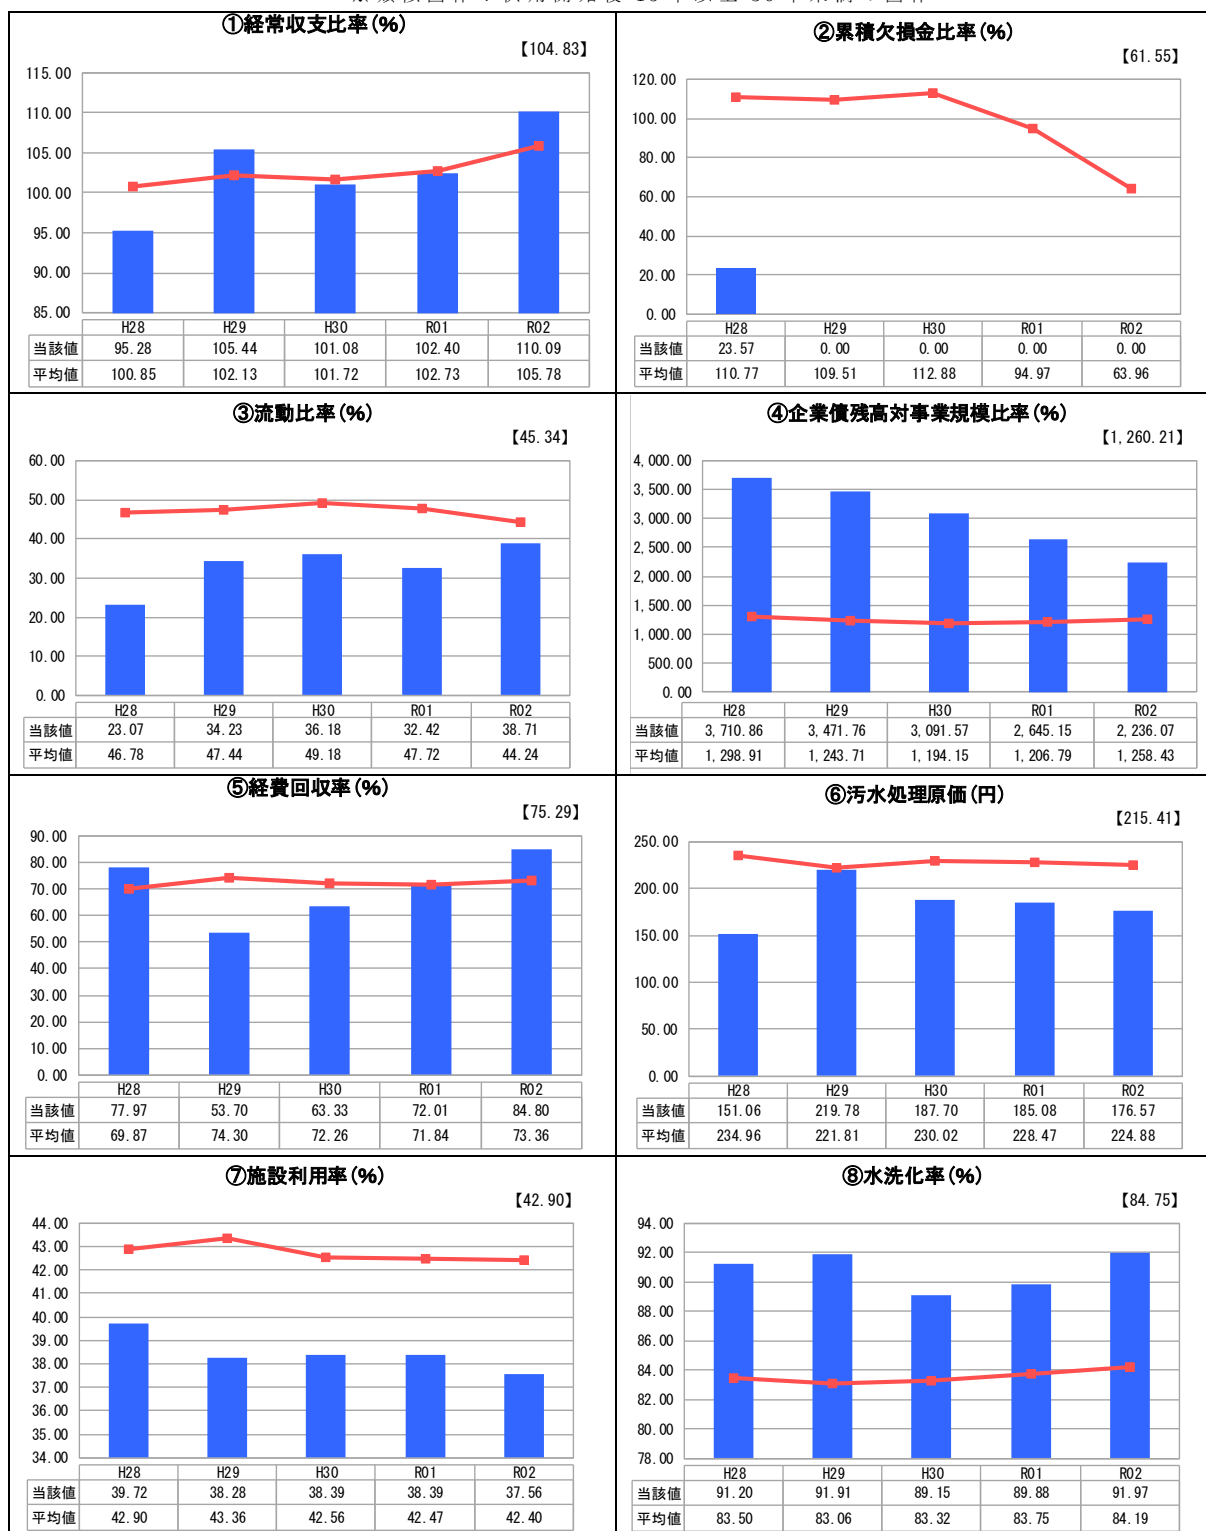 ①経常収支比率(%)
【104.83】
115.00
110.00
105.00
100.00
95.00
90.00
85.00
H28 H29 H30 R01 R02
当該値 95.28 105.44 101.08 102.40 110.09
平均値 100.85 102.13 101.72 102.73 105.78
②累積欠損金比率(%)
【61.55】
120.00
100.00
80.00
60.00
40.00
20.00
0.00
H28 H29 H30 R01 R02
当該値 23.57 0.00 0.00 0.00 0.00
平均値 110.77 109.51 112.88 94.97 63.96
③流動比率(%)
【45.34】
60.00
50.00
40.00
30.00
20.00
10.00
0.00
H28 H29 H30 R01 R02
当該値 23.07 34.23 36.18 32.42 38.71
平均値 46.78 47.44 49.18 47.72 44.24
④企業債残高対事業規模比率(%)
【1,260.21】
4,000.00
3,500.00
3,000.00
2,500.00
2,000.00
1,500.00
1,000.00
500.00
0.00
H28 H29 H30 R01 R02
当該値 3,710.86 3,471.76 3,091.57 2,645.15 2,236.07
平均値 1,298.91 1,243.71 1,194.15 1,206.79 1,258.43
⑤経費回収率(%)
【75.29】
90.00
80.00
70.00
60.00
50.00
40.00
30.00
20.00
10.00
0.00
H28 H29 H30 R01 R02
当該値 77.97 53.70 63.33 72.01 84.80
平均値 69.87 74.30 72.26 71.84 73.36
⑥汚水処理原価(円)
【215.41】
250.00
200.00
150.00
100.00
50.00
0.00
H28 H29 H30 R01 R02
当該値 151.06 219.78 187.70 185.08 176.57
平均値 234.96 221.81 230.02 228.47 224.88
⑦施設利用率(%)
【42.90】
44.00
43.00
42.00
41.00
40.00
39.00
38.00
37.00
36.00
35.00
34.00
H28 H29 H30 R01 R02
当該値 39.72 38.28 38.39 38.39 37.56
平均値 42.90 43.36 42.56 42.47 42.40
⑧水洗化率(%)
【84.75】
94.00
92.00
90.00
88.00
86.00
84.00
82.00
80.00
78.00
H28 H29 H30 R01 R02
当該値 91.20 91.91 89.15 89.88 91.97
平均値 83.50 83.06 83.32 83.75 84.19